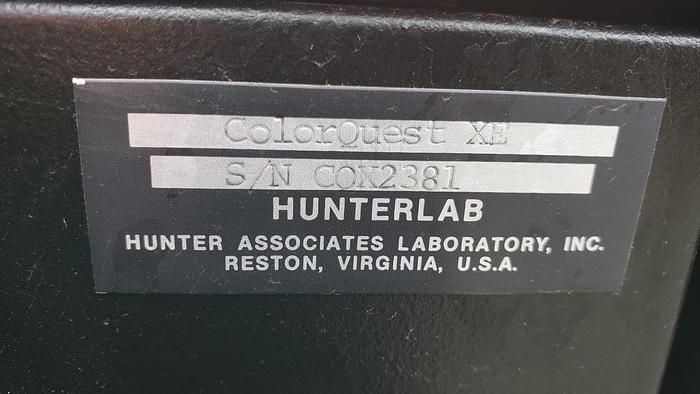 ColorQuest XE
S/N CQX2381
HUNTERLAB
HUNTER ASSOCIATES LABORATORY, INC.
RESTON, VIRGINIA, U.S.A.